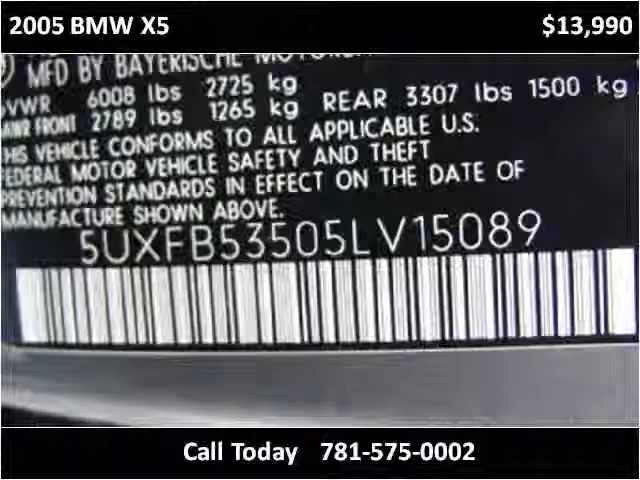 2005 BMW X5 $13,990
MFD BY BAYERISCHE MOTOREN
GVWR 6008 lbs 2725 kg
GAWR FRONT 2789 lbs 1265 kg REAR 3307 lbs 1500 kg
THIS VEHICLE CONFORMS TO ALL APPLICABLE U.S.
FEDERAL MOTOR VEHICLE SAFETY AND THEFT
PREVENTION STANDARDS IN EFFECT ON THE DATE OF
MANUFACTURE SHOWN ABOVE.
5UXFB53505LV15089
Call Today 781-575-0002